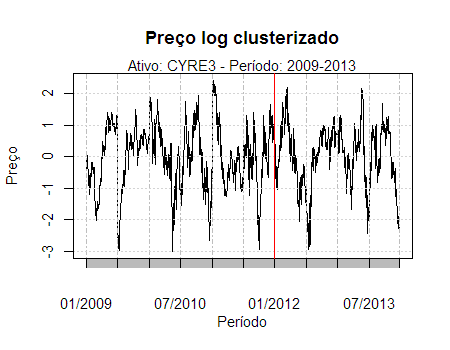 Preço log clusterizado
Ativo: CYRE3 - Período: 2009-2013
Preço
2
1
0
-1
-2
-3
01/2009 07/2010 01/2012 07/2013
Período